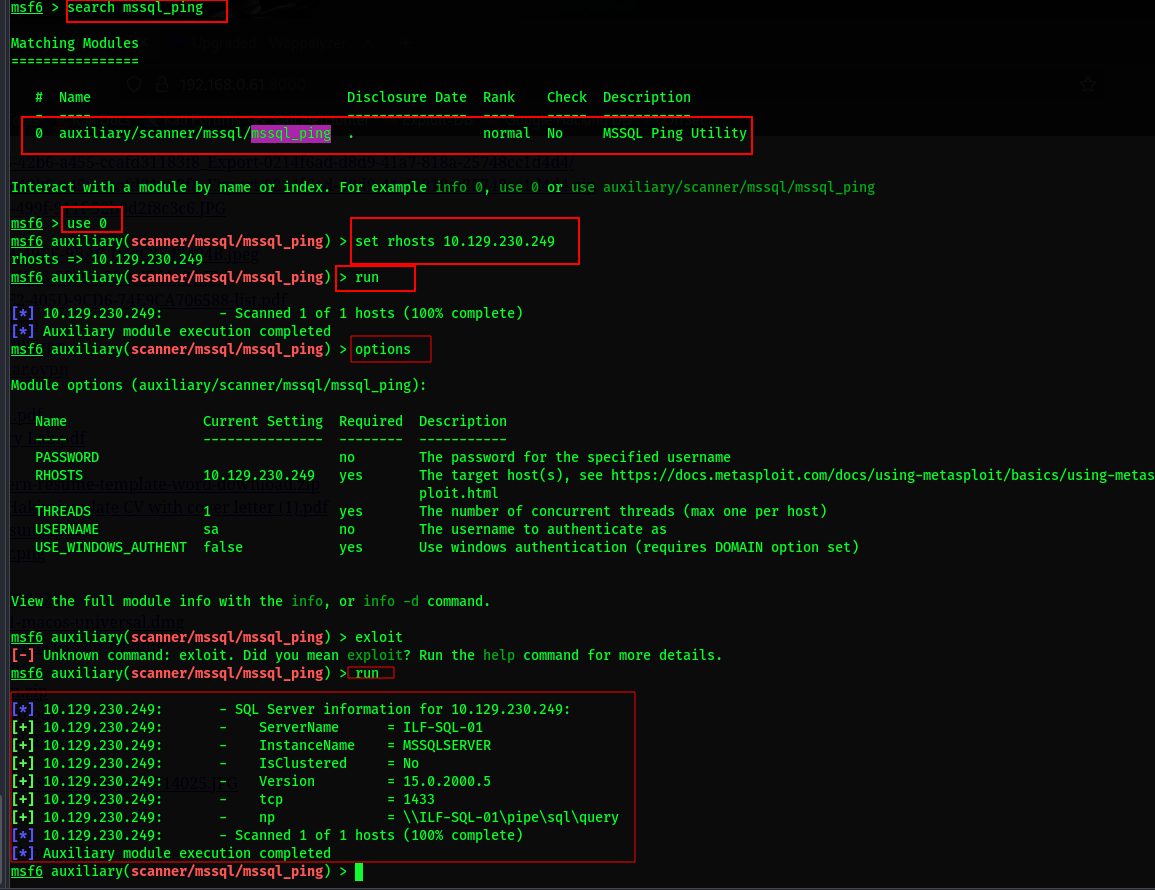 msf6 > search mssql_ping
Matching Modules
================
# Name Disclosure Date Rank Check Description
- ---- --------------- ---- ----- -----------
0 auxiliary/scanner/mssql/mssql_ping . normal No MSSQL Ping Utility
Interact with a module by name or index. For example info 0, use 0 or use auxiliary/scanner/mssql/mssql_ping
msf6 > use 0
msf6 auxiliary(scanner/mssql/mssql_ping) > set rhosts 10.129.230.249
rhosts => 10.129.230.249
msf6 auxiliary(scanner/mssql/mssql_ping) > run
[*] 10.129.230.249: - Scanned 1 of 1 hosts (100% complete)
[*] Auxiliary module execution completed
msf6 auxiliary(scanner/mssql/mssql_ping) > options
Module options (auxiliary/scanner/mssql/mssql_ping):
Name Current Setting Required Description
---- --------------- -------- -----------
PASSWORD no The password for the specified username
RHOSTS 10.129.230.249 yes The target host(s), see https://docs.metasploit.com/docs/using-metasploit/basics/using-metas
ploit.html
THREADS 1 yes The number of concurrent threads (max one per host)
USERNAME sa no The username to authenticate as
USE_WINDOWS_AUTHENT false yes Use windows authentication (requires DOMAIN option set)
View the full module info with the info, or info -d command.
msf6 auxiliary(scanner/mssql/mssql_ping) > exloit
[-] Unknown command: exloit. Did you mean exploit? Run the help command for more details.
msf6 auxiliary(scanner/mssql/mssql_ping) > run
[*] 10.129.230.249: - SQL Server information for 10.129.230.249:
[+] 10.129.230.249: - ServerName = ILF-SQL-01
[+] 10.129.230.249: - InstanceName = MSSQLSERVER
[+] 10.129.230.249: - IsClustered = No
[+] 10.129.230.249: - Version = 15.0.2000.5
[+] 10.129.230.249: - tcp = 1433
[+] 10.129.230.249: - np = \\ILF-SQL-01\pipe\sql\query
[*] 10.129.230.249: - Scanned 1 of 1 hosts (100% complete)
[*] Auxiliary module execution completed
msf6 auxiliary(scanner/mssql/mssql_ping) >